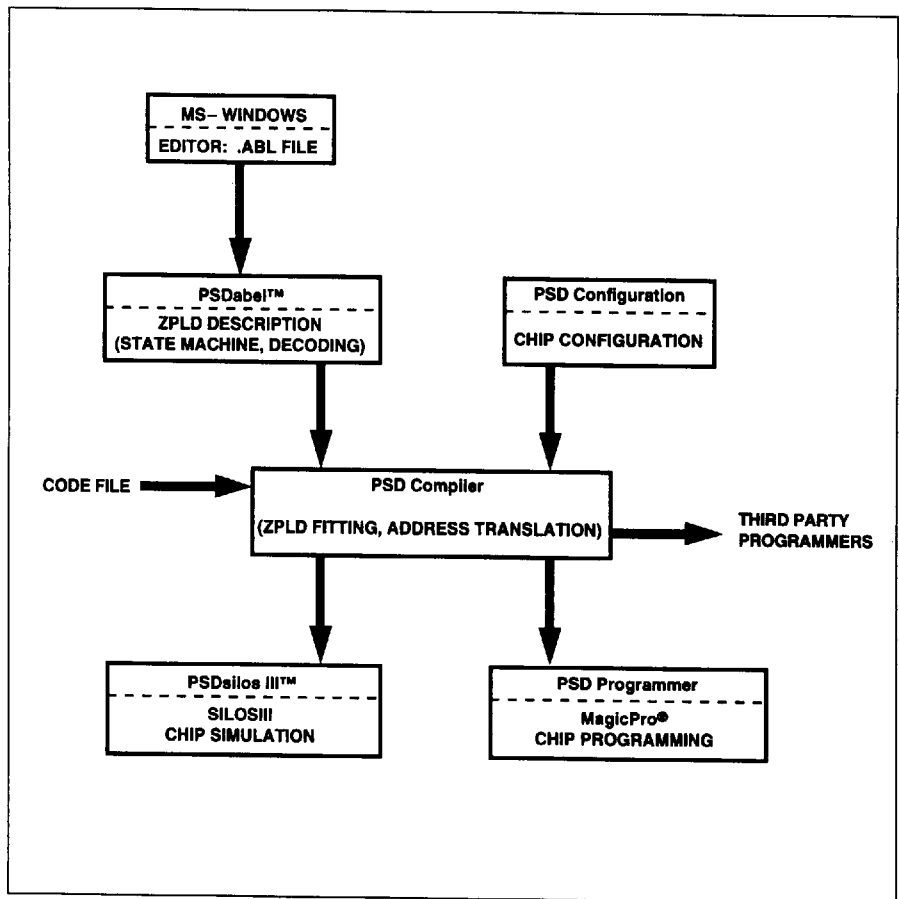 MS– WINDOWS
EDITOR: .ABL FILE
PSDabel™
ZPLD DESCRIPTION
(STATE MACHINE, DECODING)
PSD Configuration
CHIP CONFIGURATION
CODE FILE
PSD Compiler
(ZPLD FITTING, ADDRESS TRANSLATION)
THIRD PARTY
PROGRAMMERS
PSDsilos III™
SILOSIII
CHIP SIMULATION
PSD Programmer
MagicPro®
CHIP PROGRAMMING